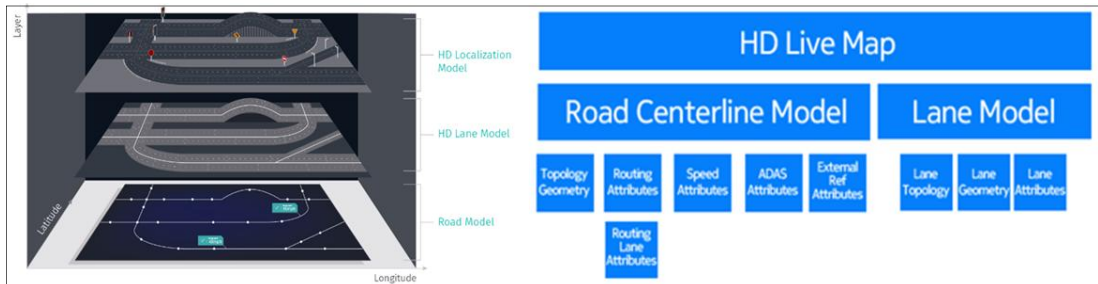 Layer
HD Localization
Model
HD Lane Model
Latitude
Road Model
Longitude
HD Live Map
Road Centerline Model
Lane Model
Topology
Geometry
Routing
Attributes
Speed
Attributes
ADAS
Attributes
External
Ref
Attributes
Lane
Topology
Lane
Geometry
Lane
Attributes
Routing
Lane
Attributes